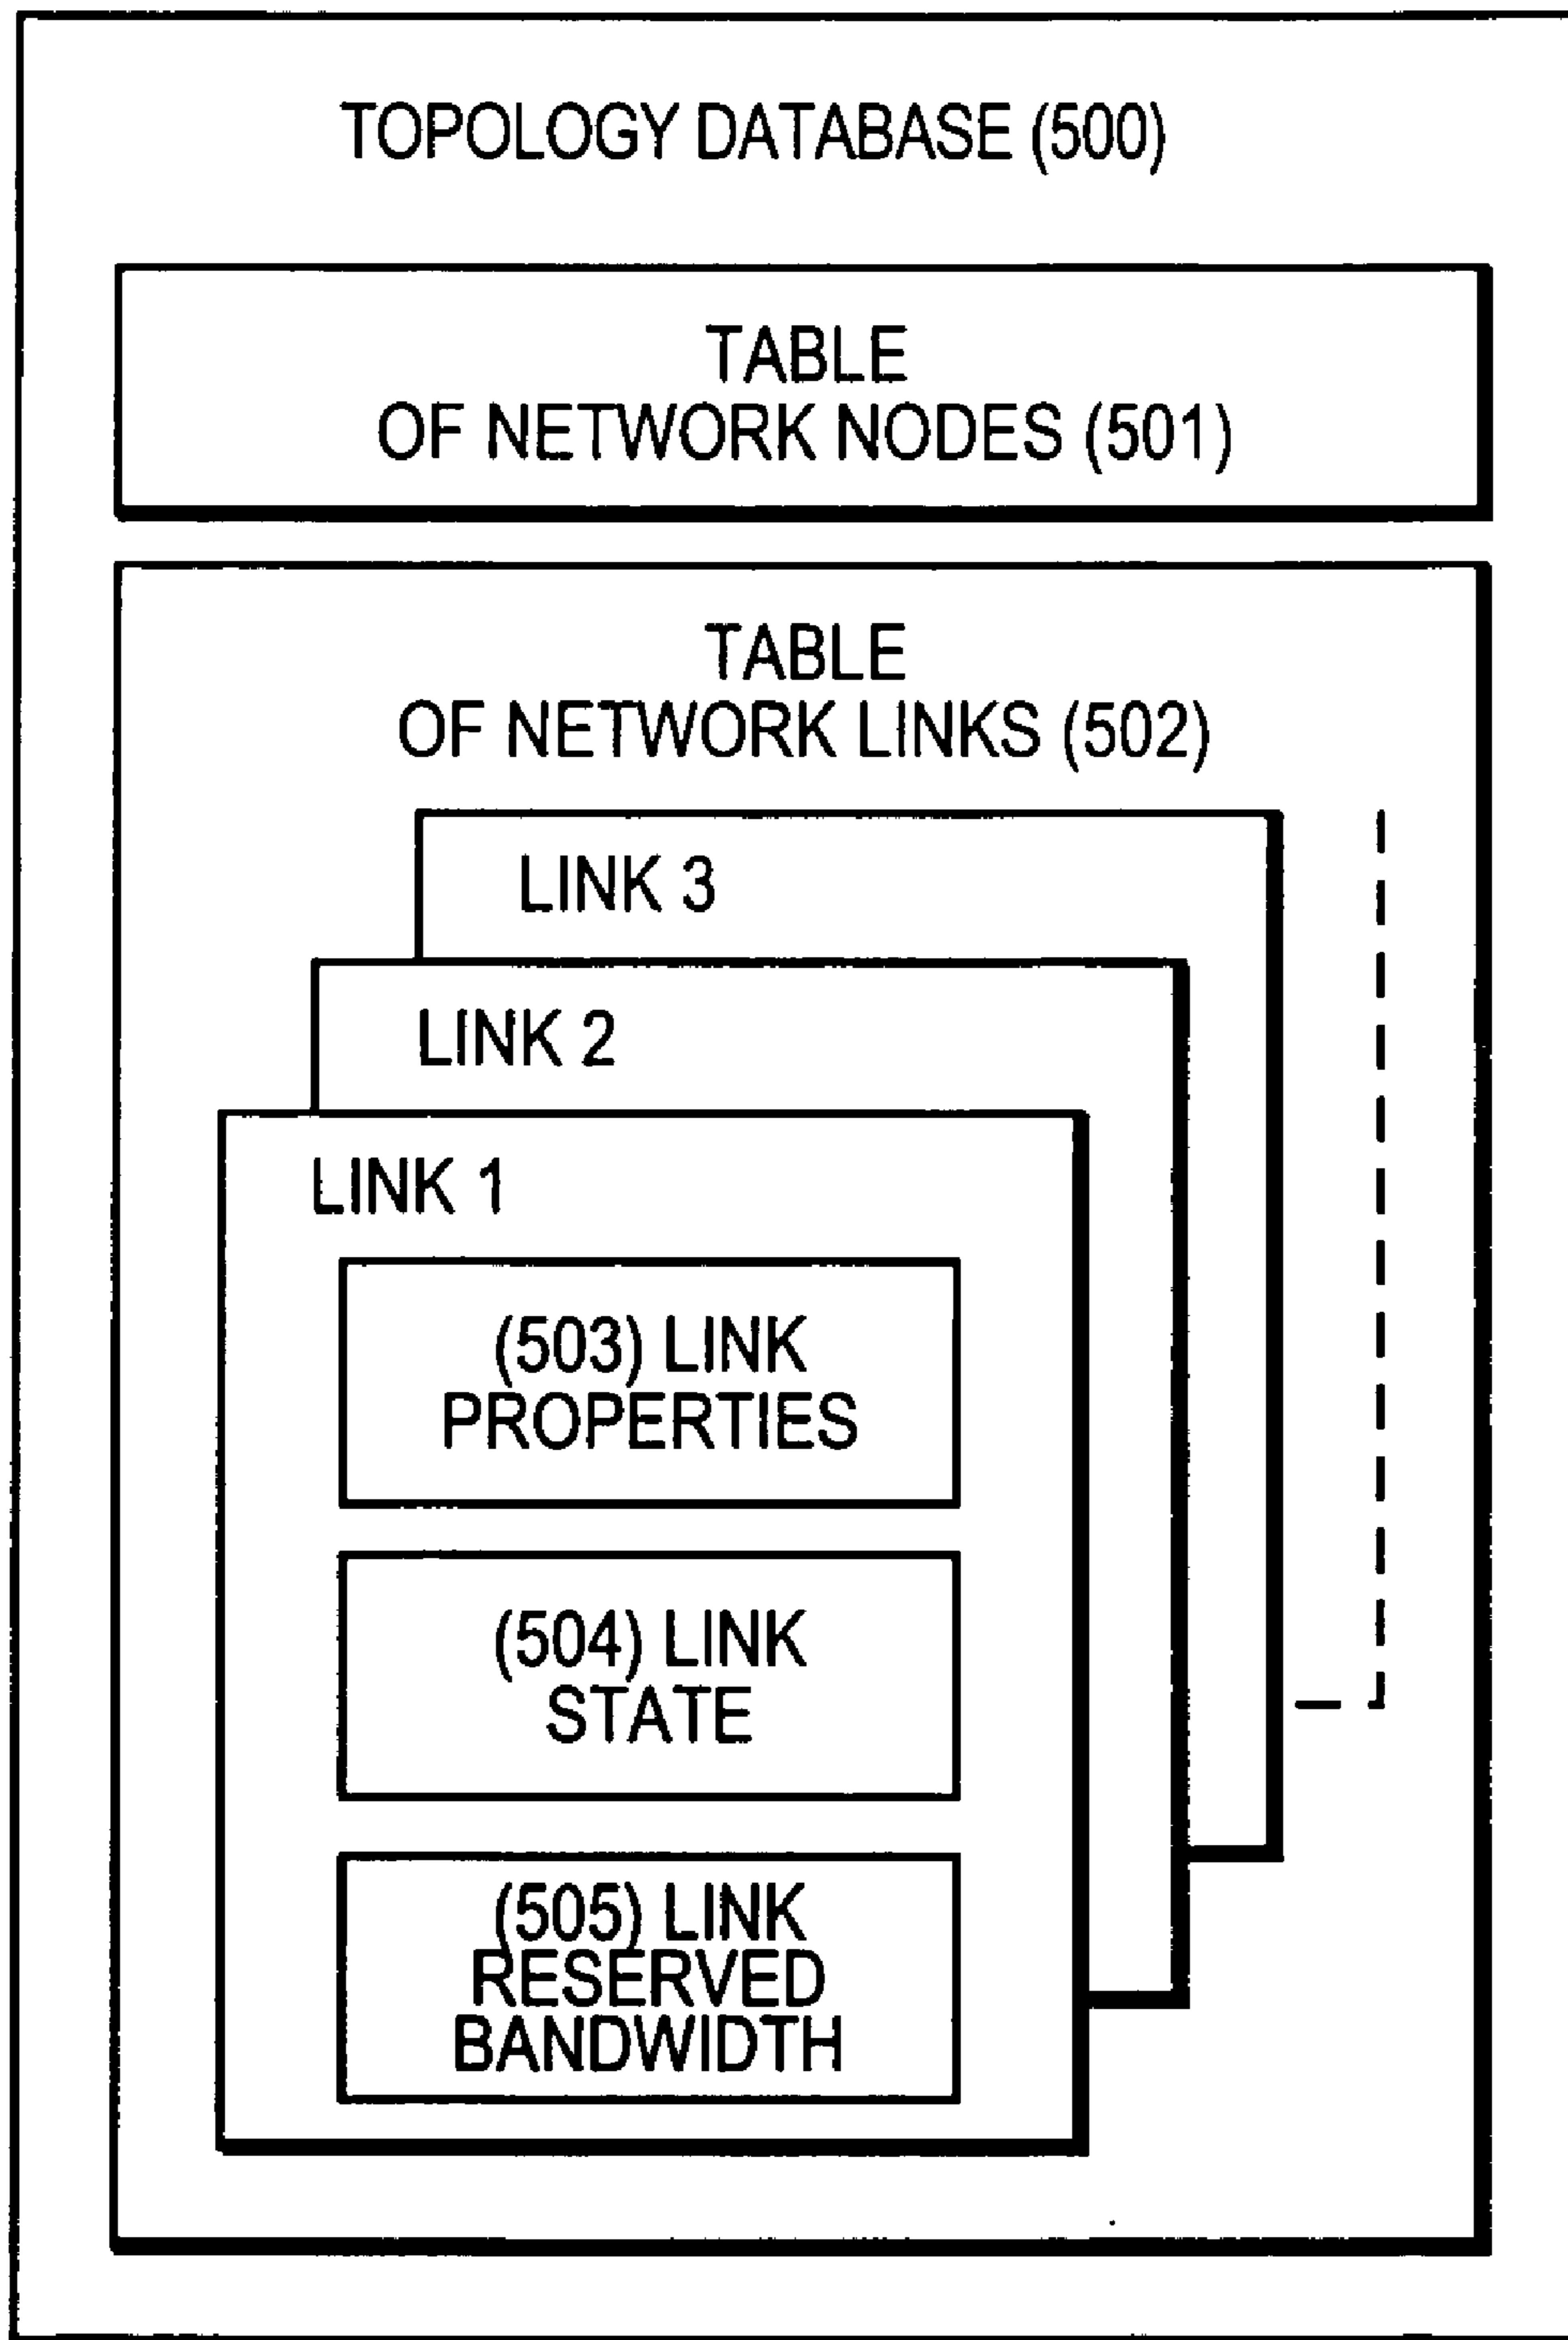 TOPOLOGY DATABASE (500)
TABLE
OF NETWORK NODES (501)
TABLE
OF NETWORK LINKS (502)
LINK 3
LINK 2
LINK 1
(503) LINK
PROPERTIES
(504) LINK
STATE
(505) LINK
RESERVED
BANDWIDTH